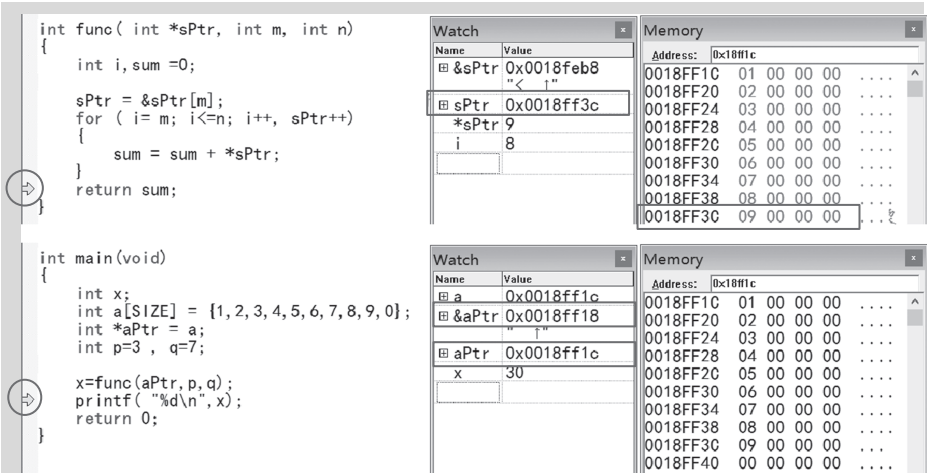 int func( int *sPtr, int m, int n)
{
int i,sum =0;
sPtr = &sPtr[m];
for ( i= m; i<=n; i++, sPtr++)
{
sum = sum + *sPtr;
}
return sum;
}
Watch x
Name Value
&sPtr 0x0018feb8
"< ↑"
sPtr 0x0018ff3c
*sPtr 9
i 8
Memory x
Address: 0x18ff1c
0018FF1C 01 00 00 00 ....
0018FF20 02 00 00 00 ....
0018FF24 03 00 00 00 ....
0018FF28 04 00 00 00 ....
0018FF2C 05 00 00 00 ....
0018FF30 06 00 00 00 ....
0018FF34 07 00 00 00 ....
0018FF38 08 00 00 00 ....
0018FF3C 09 00 00 00 ....
int main(void)
{
int x;
int a[SIZE] = {1,2,3,4,5,6,7,8,9,0};
int *aPtr = a;
int p=3 , q=7;
x=func(aPtr,p,q);
printf( "%d\n",x);
return 0;
}
Watch x
Name Value
a 0x0018ff1c
&aPtr 0x0018ff18
" ↑"
aPtr 0x0018ff1c
x 30
Memory x
Address: 0x18ff1c
0018FF1C 01 00 00 00 ....
0018FF20 02 00 00 00 ....
0018FF24 03 00 00 00 ....
0018FF28 04 00 00 00 ....
0018FF2C 05 00 00 00 ....
0018FF30 06 00 00 00 ....
0018FF34 07 00 00 00 ....
0018FF38 08 00 00 00 ....
0018FF3C 09 00 00 00 ....
0018FF40 00 00 00 00 ....